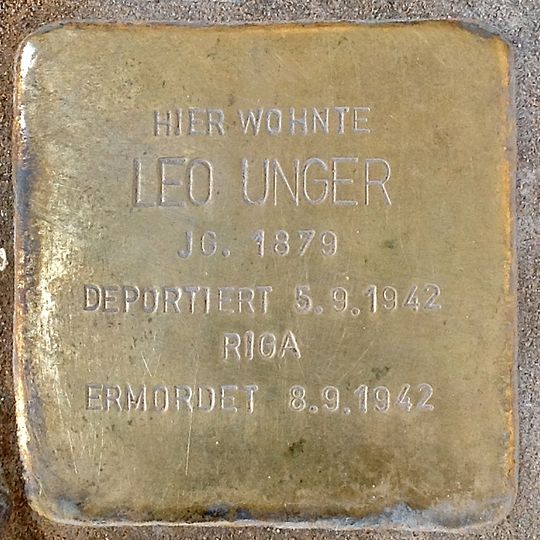 HIER WOHNTE
LEO UNGER
JG. 1879
DEPORTIERT 5.9.1942
RIGA
ERMORDET 8.9.1942